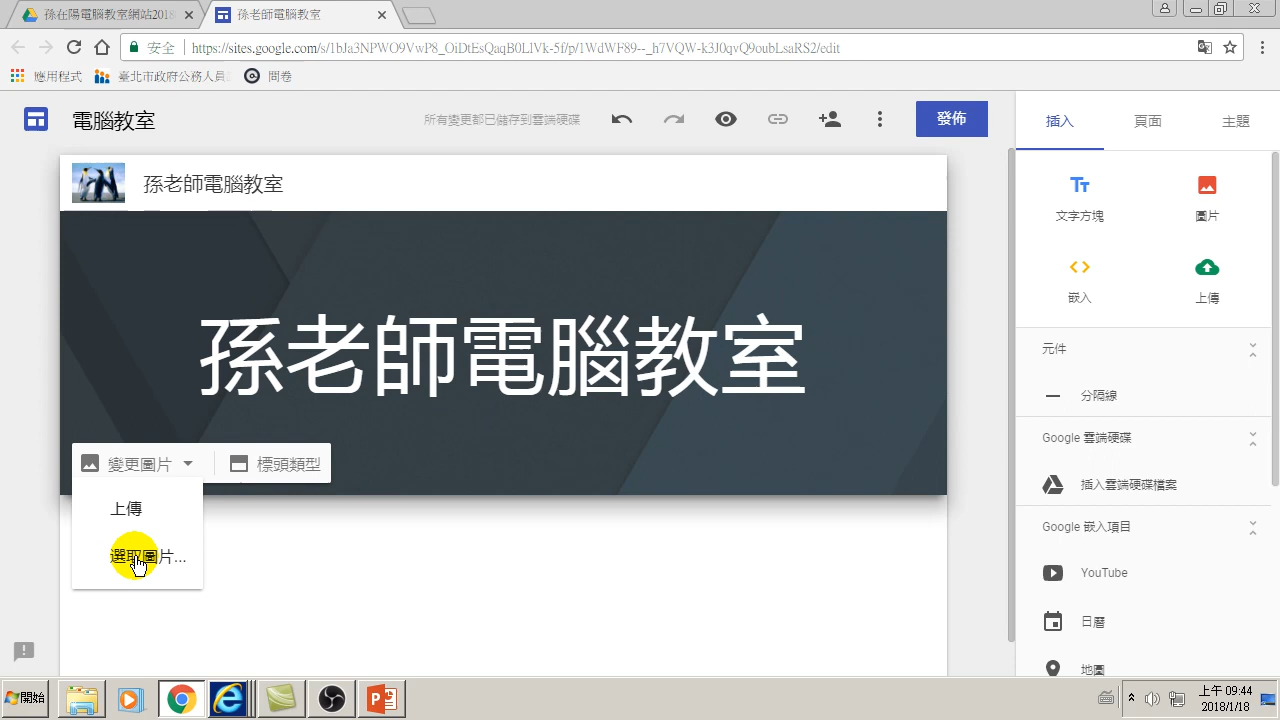 孫在陽電腦教室網站2018
孫老師電腦教室
安全
https://sites.google.com/s/1bJa3NPWO9VwP8_OiDtEsQaqB0LIVk-5f/p/1WdWF89--_h7VQW-k3J0qvQ9oubLsaRS2/edit
應用程式
臺北市政府公務人員
問卷
電腦教室
所有變更都已儲存到雲端硬碟
發佈
插入
頁面
主題
孫老師電腦教室
孫老師電腦教室
變更圖片
標頭類型
上傳
選取圖片...
文字方塊
圖片
嵌入
上傳
元件
分隔線
Google 雲端硬碟
插入雲端硬碟檔案
Google 嵌入項目
YouTube
日曆
地圖
開始
上午 09:44
2018/1/18